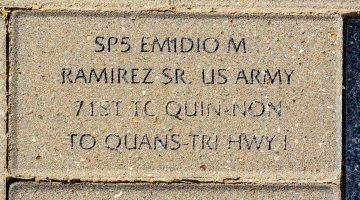 SP5 EMIDIO M.
RAMIREZ SR. US ARMY
71ST TC QUIN-NON
TO QUANS-TRI HWY I